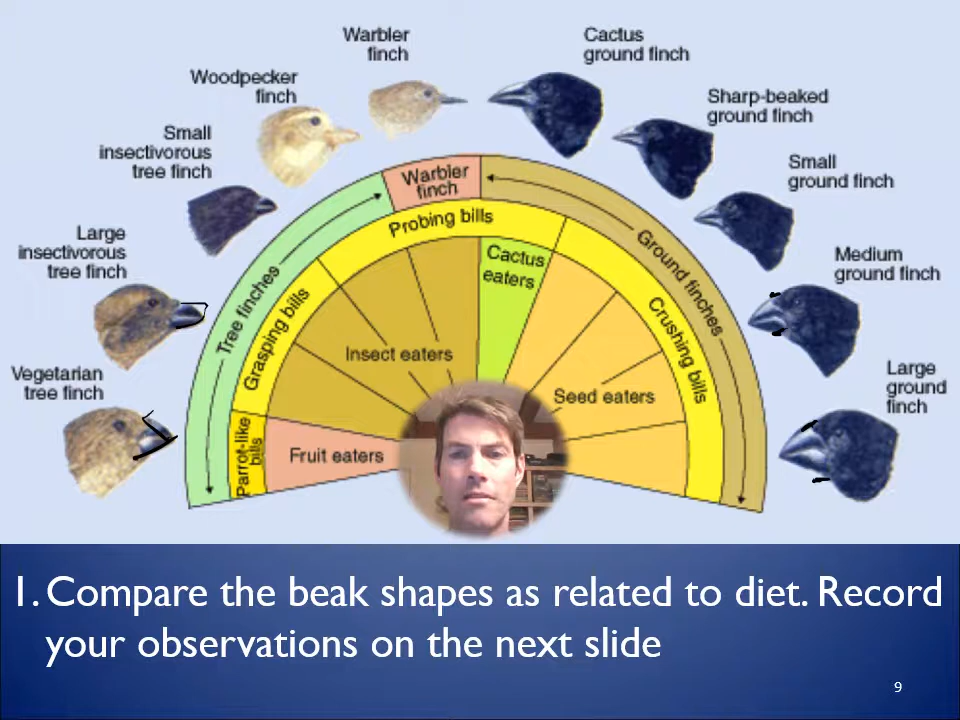 Warbler
finch
Cactus
ground finch
Woodpecker
finch
Sharp-beaked
ground finch
Small
insectivorous
tree finch
Small
ground finch
Large
insectivorous
tree finch
Medium
ground finch
Vegetarian
tree finch
Large
ground
finch
Warbler
finch
Tree finches
Ground finches
Probing bills
Grasping bills
Crushing bills
Parrot-like
bills
Cactus
eaters
Insect eaters
Seed eaters
Fruit eaters
1. Compare the beak shapes as related to diet. Record
your observations on the next slide
9